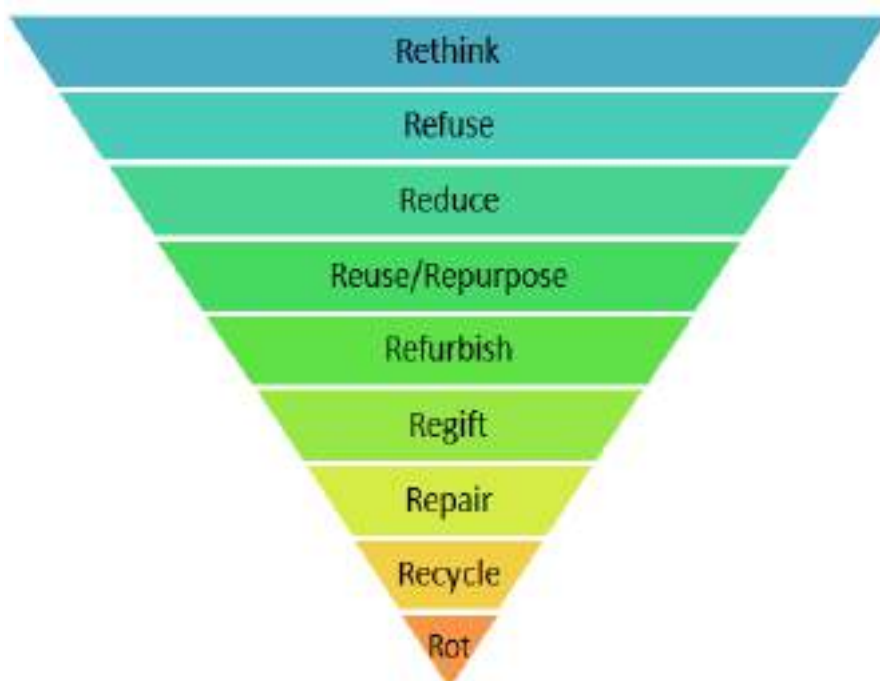 Rethink
Refuse
Reduce
Reuse/Repurpose
Refurbish
Regift
Repair
Recycle
Rot